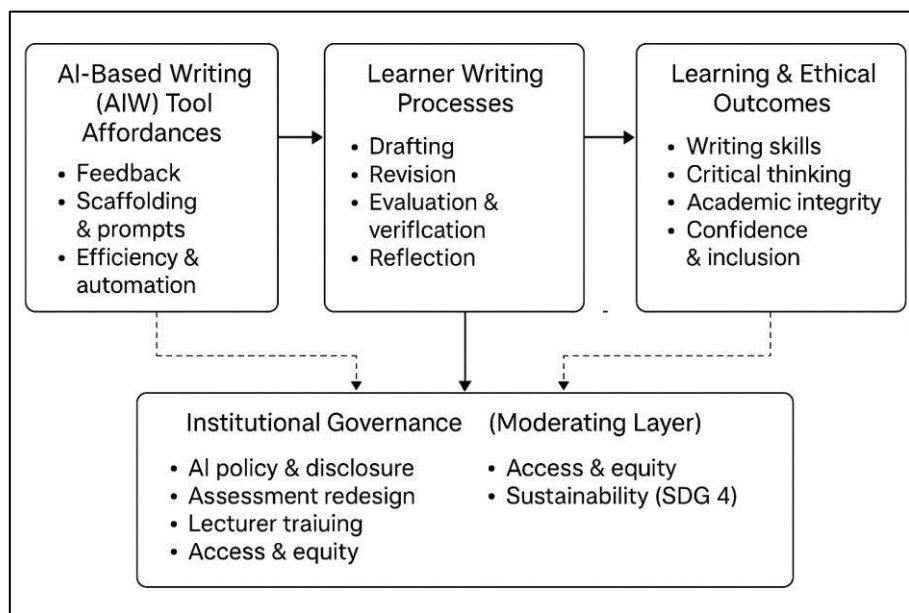 AI-Based Writing
(AIW) Tool
Affordances
• Feedback
• Scaffolding
& prompts
• Efficiency &
automation
Learner Writing
Processes
• Drafting
• Revision
• Evaluation &
verification
• Reflection
Learning & Ethical
Outcomes
• Writing skills
• Critical thinking
• Academic integrity
• Confidence
& inclusion
Institutional Governance (Moderating Layer)
• AI policy & disclosure
• Assessment redesign
• Lecturer traiuing
• Access & equity
• Access & equity
• Sustainability (SDG 4)